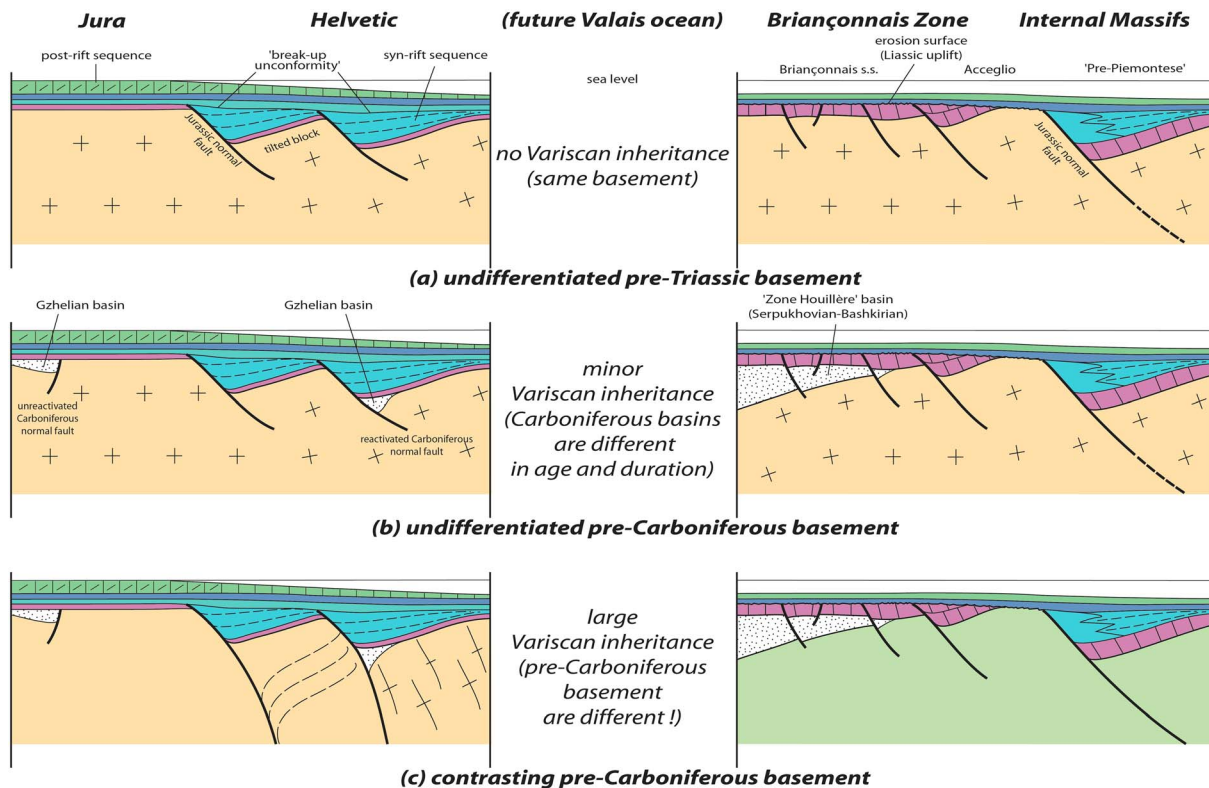 Jura
Helvetic
(future Valais ocean)
Briançonnais Zone
Internal Massifs
post-rift sequence
'break-up
unconformity'
syn-rift sequence
sea level
erosion surface
(Liassic uplift)
Briançonnais s.s.
Acceglio
'Pre-Piemontese'
Jurassic normal
fault
tilted block
no Variscan inheritance
(same basement)
Jurassic normal
fault
(a) undifferentiated pre-Triassic basement
Gzhelian basin
Gzhelian basin
'Zone Houillère' basin
(Serpukhovian-Bashkirian)
unreactivated
Carboniferous
normal fault
reactivated Carboniferous
normal fault
minor
Variscan inheritance
(Carboniferous basins
are different
in age and duration)
(b) undifferentiated pre-Carboniferous basement
large
Variscan inheritance
(pre-Carboniferous
basement
are different !)
(c) contrasting pre-Carboniferous basement